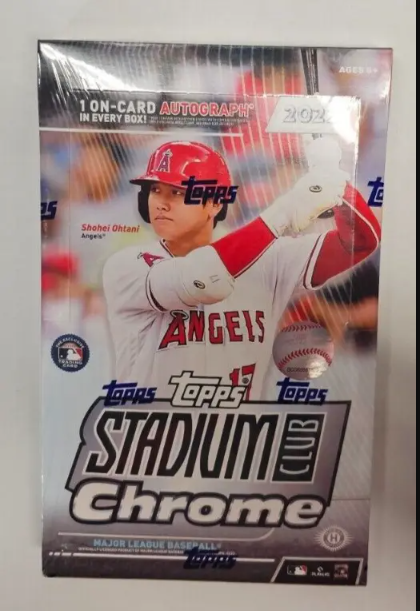 AGES 9+
1 ON-CARD AUTOGRAPH*
IN EVERY BOX!
202
A
Topps
Topps
Shohei Ohtani
Angels®
ANGELS
17
Topps Topps Topps
STADIUM CLUB
Chrome
H
MAJOR LEAGUE BASEBALL®
Topps